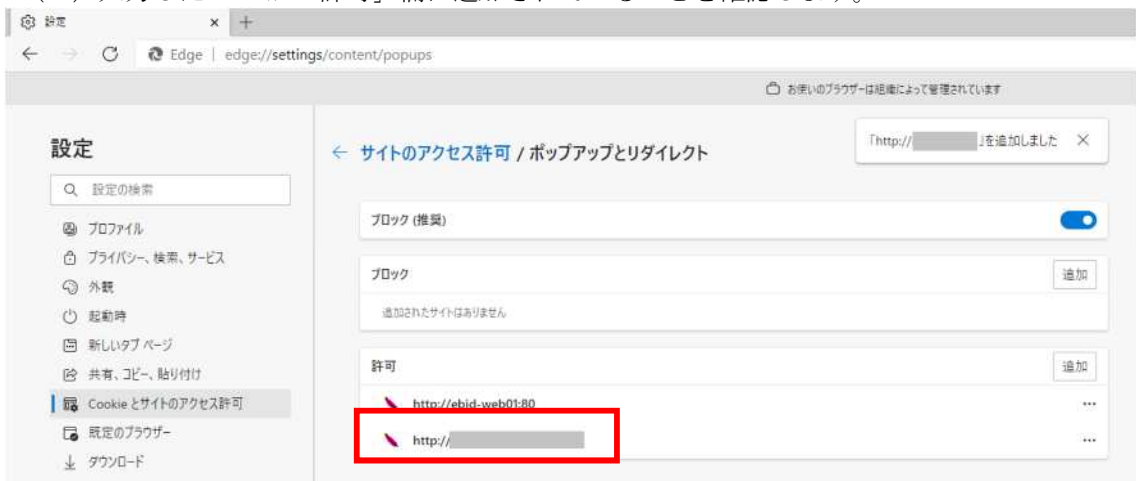 設定
Edge | edge://settings/content/popups
お使いのブラウザーは組織によって管理されています
設定
サイトのアクセス許可 / ポップアップとリダイレクト
「http:// 」を追加しました
設定の検索
プロファイル
プライバシー、検索、サービス
外観
起動時
新しいタブ ページ
共有、コピー、貼り付け
Cookie とサイトのアクセス許可
既定のブラウザー
ダウンロード
ブロック (推奨)
ブロック
追加
追加されたサイトはありません
許可
追加
http://ebid-web01:80
http://